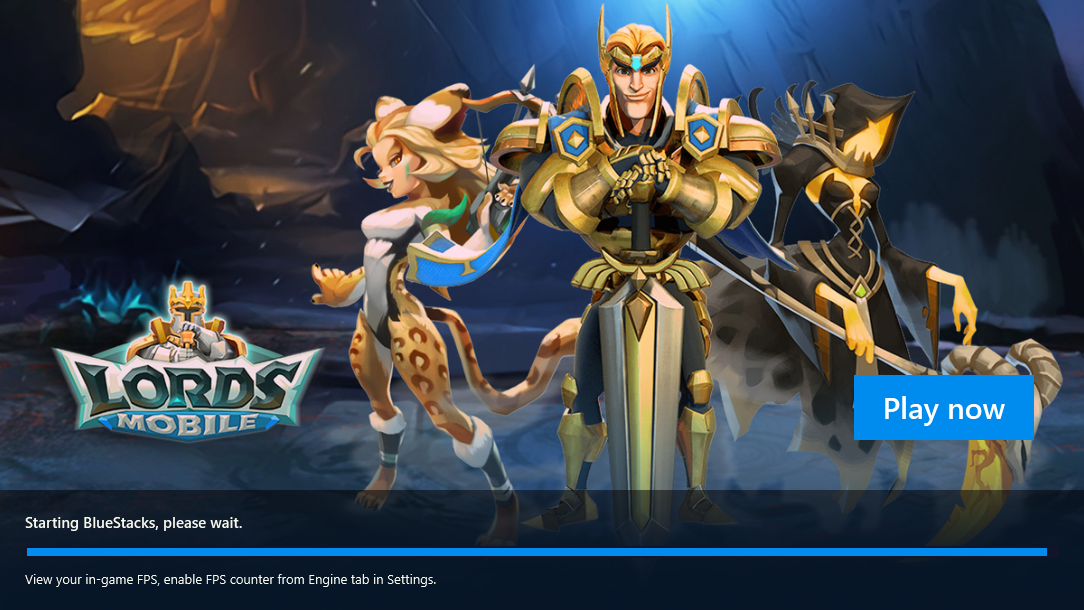 LORDS
MOBILE
Play now
Starting BlueStacks, please wait.
View your in-game FPS, enable FPS counter from Engine tab in Settings.